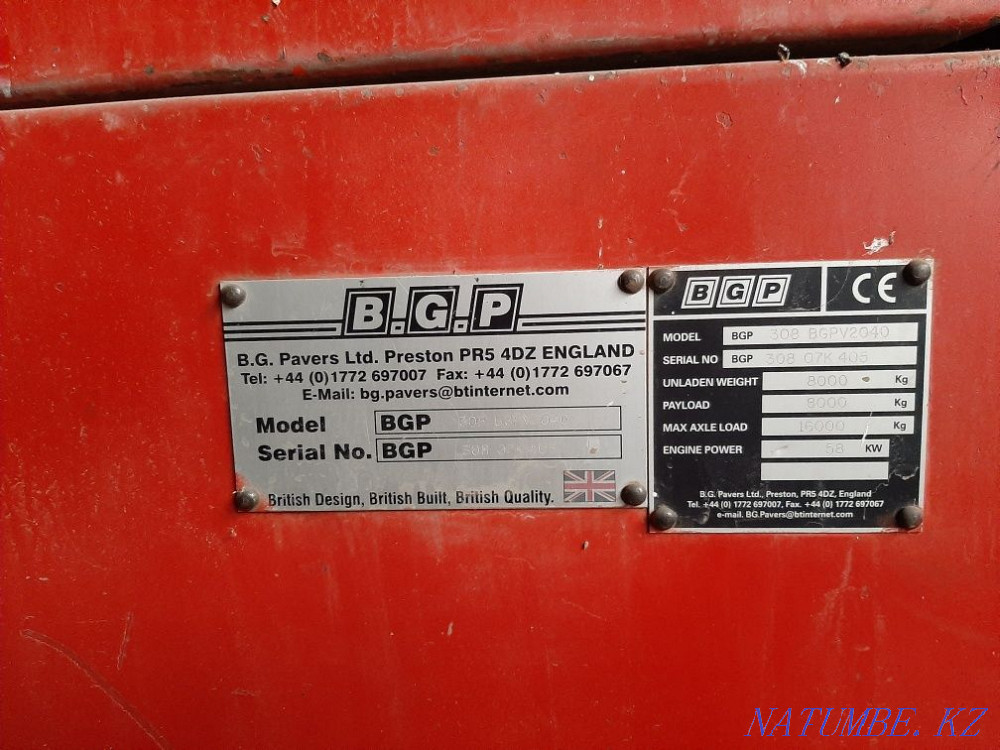 B.G.P
B.G. Pavers Ltd. Preston PR5 4DZ ENGLAND
Tel: +44 (0)1772 697007 Fax: +44 (0)1772 697067
E-Mail: bg.pavers@btinternet.com
Model BGP
Serial No. BGP
British Design, British Built, British Quality.
BGP CE
MODEL BGP 308 BGPV2040
SERIAL NO BGP 308 07K 405
UNLADEN WEIGHT 8000 Kg
PAYLOAD 8000 Kg
MAX AXLE LOAD 16000 Kg
ENGINE POWER 58 KW
B.G. Pavers Ltd., Preston, PR5 4DZ, England
Tel. +44 (0) 1772 697007, Fax. +44 (0) 1772 697067
e-mail. BG.Pavers@btinternet.com
NATUMBE.KZ